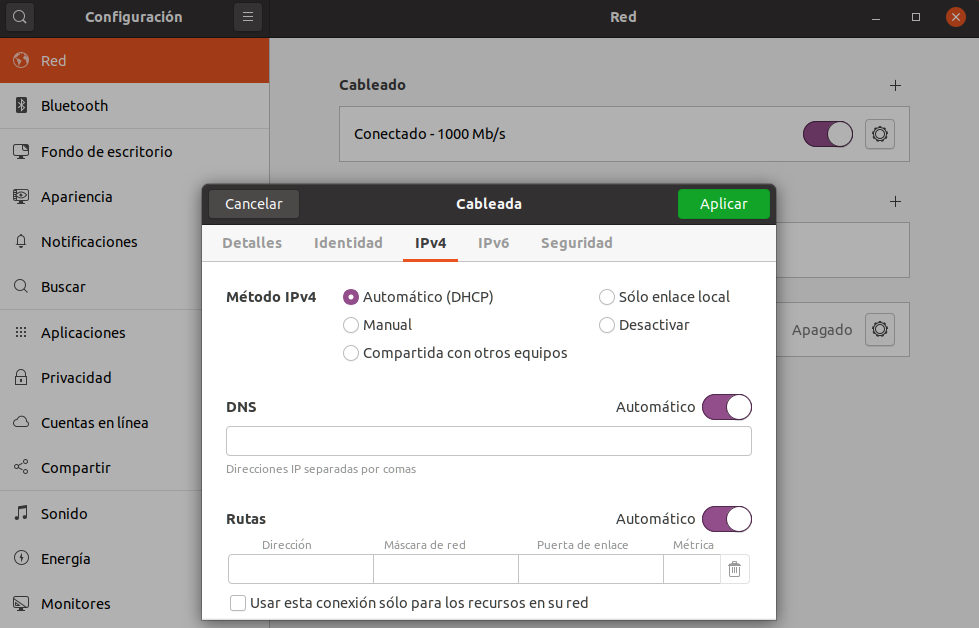 Configuración
Red
Red
Bluetooth
Fondo de escritorio
Apariencia
Notificaciones
Buscar
Aplicaciones
Privacidad
Cuentas en línea
Compartir
Sonido
Energía
Monitores
Cableado
Conectado - 1000 Mb/s
Apagado
Cancelar
Cableada
Aplicar
Detalles Identidad IPv4 IPv6 Seguridad
Método IPv4 Automático (DHCP) Sólo enlace local
Manual Desactivar
Compartida con otros equipos
DNS Automático
Direcciones IP separadas por comas
Rutas Automático
Dirección Máscara de red Puerta de enlace Métrica
Usar esta conexión sólo para los recursos en su red